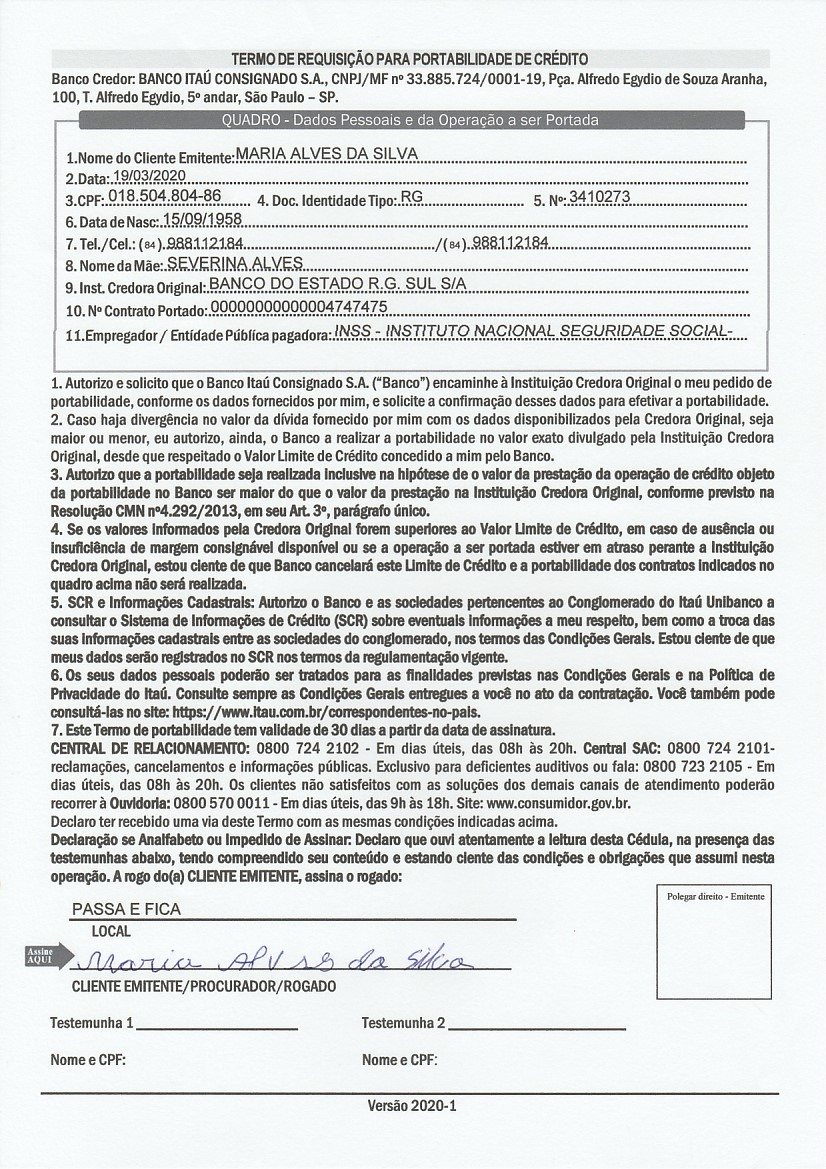 TERMO DE REQUISIÇÃO PARA PORTABILIDADE DE CRÉDITO
Banco Credor: BANCO ITAÚ CONSIGNADO S.A., CNPJ/MF nº 33.885.724/0001-19, Pça. Alfredo Egydio de Souza Aranha,
100, T. Alfredo Egydio, 5º andar, São Paulo – SP.
QUADRO - Dados Pessoais e da Operação a ser Portada
1.Nome do Cliente Emitente: MARIA ALVES DA SILVA
2.Data: 19/03/2020
3.CPF: 018.504.804-86 4. Doc. Identidade Tipo: RG 5. Nº 3410273
6. Data de Nasc: 15/09/1958
7. Tel./Cel.: (84) 988112184 /(84) 988112184
8. Nome da Mãe: SEVERINA ALVES
9. Inst. Credora Original: BANCO DO ESTADO R.G. SUL S/A
10. Nº Contrato Portado: 00000000000004747475
11.Empregador / Entidade Pública pagadora: INSS - INSTITUTO NACIONAL SEGURIDADE SOCIAL-
1. Autorizo e solicito que o Banco Itaú Consignado S.A. (“Banco”) encaminhe à Instituição Credora Original o meu pedido de
portabilidade, conforme os dados fornecidos por mim, e solicite a confirmação desses dados para efetivar a portabilidade.
2. Caso haja divergência no valor da dívida fornecido por mim com os dados disponibilizados pela Credora Original, seja
maior ou menor, eu autorizo, ainda, o Banco a realizar a portabilidade no valor exato divulgado pela Instituição Credora
Original, desde que respeitado o Valor Limite de Crédito concedido a mim pelo Banco.
3. Autorizo que a portabilidade seja realizada inclusive na hipótese de o valor da prestação da operação de crédito objeto
da portabilidade no Banco ser maior do que o valor da prestação na Instituição Credora Original, conforme previsto na
Resolução CMN nº4.292/2013, em seu Art. 3º, parágrafo único.
4. Se os valores informados pela Credora Original forem superiores ao Valor Limite de Crédito, em caso de ausência ou
insuficiência de margem consignável disponível ou se a operação a ser portada estiver em atraso perante a Instituição
Credora Original, estou ciente de que Banco cancelará este Limite de Crédito e a portabilidade dos contratos indicados no
quadro acima não será realizada.
5. SCR e Informações Cadastrais: Autorizo o Banco e as sociedades pertencentes ao Conglomerado do Itaú Unibanco a
consultar o Sistema de Informações de Crédito (SCR) sobre eventuais informações a meu respeito, bem como a troca das
suas informações cadastrais entre as sociedades do conglomerado, nos termos das Condições Gerais. Estou ciente de que
meus dados serão registrados no SCR nos termos da regulamentação vigente.
6. Os seus dados pessoais poderão ser tratados para as finalidades previstas nas Condições Gerais e na Política de
Privacidade do Itaú. Consulte sempre as Condições Gerais entregues a você no ato da contratação. Você também pode
consultá-las no site: https://www.itau.com.br/correspondentes-no-pais.
7. Este Termo de portabilidade tem validade de 30 dias a partir da data de assinatura.
CENTRAL DE RELACIONAMENTO: 0800 724 2102 - Em dias úteis, das 08h às 20h. Central SAC: 0800 724 2101-
reclamações, cancelamentos e informações públicas. Exclusivo para deficientes auditivos ou fala: 0800 723 2105 - Em
dias úteis, das 08h às 20h. Os clientes não satisfeitos com as soluções dos demais canais de atendimento poderão
recorrer à Ouvidoria: 0800 570 0011 - Em dias úteis, das 9h às 18h. Site: www.consumidor.gov.br.
Declaro ter recebido uma via deste Termo com as mesmas condições indicadas acima.
Declaração se Analfabeto ou Impedido de Assinar: Declaro que ouvi atentamente a leitura desta Cédula, na presença das
testemunhas abaixo, tendo compreendido seu conteúdo e estando ciente das condições e obrigações que assumi nesta
operação. A rogo do(a) CLIENTE EMITENTE, assina o rogado:
Polegar direito - Emitente
PASSA E FICA
LOCAL
Assine
AQUI
Maria Alves da Silva
CLIENTE EMITENTE/PROCURADOR/ROGADO
Testemunha 1 Testemunha 2
Nome e CPF: Nome e CPF:
Versão 2020-1